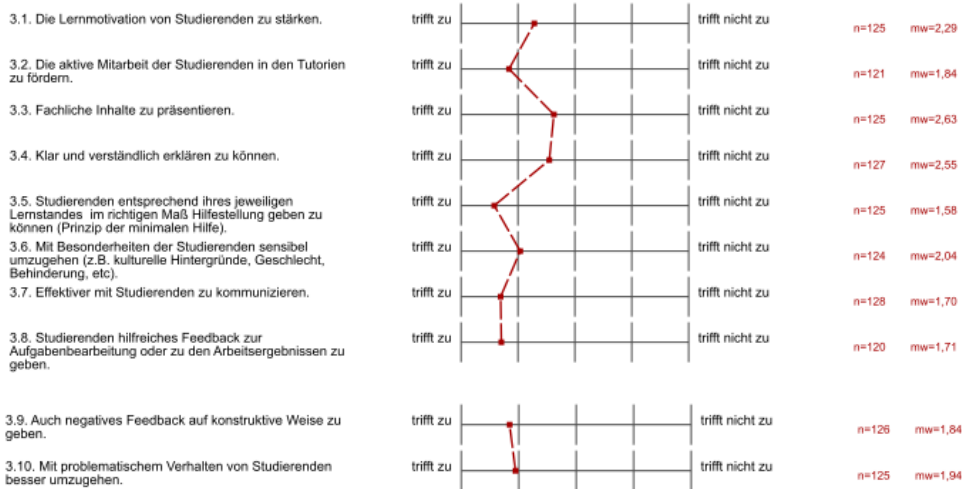 3.1. Die Lernmotivation von Studierenden zu stärken. trifft zu trifft nicht zu n=125 mw=2,29
3.2. Die aktive Mitarbeit der Studierenden in den Tutorien trifft zu trifft nicht zu n=121 mw=1,84
zu fördern.
3.3. Fachliche Inhalte zu präsentieren. trifft zu trifft nicht zu n=125 mw=2,63
3.4. Klar und verständlich erklären zu können. trifft zu trifft nicht zu n=127 mw=2,55
3.5. Studierenden entsprechend ihres jeweiligen trifft zu trifft nicht zu n=125 mw=1,58
Lernstandes im richtigen Maß Hilfestellung geben zu
können (Prinzip der minimalen Hilfe).
3.6. Mit Besonderheiten der Studierenden sensibel trifft zu trifft nicht zu n=124 mw=2,04
umzugehen (z.B. kulturelle Hintergründe, Geschlecht,
Behinderung, etc).
3.7. Effektiver mit Studierenden zu kommunizieren. trifft zu trifft nicht zu n=128 mw=1,70
3.8. Studierenden hilfreiches Feedback zur trifft zu trifft nicht zu n=120 mw=1,71
Aufgabenbearbeitung oder zu den Arbeitsergebnissen zu
geben.
3.9. Auch negatives Feedback auf konstruktive Weise zu trifft zu trifft nicht zu n=126 mw=1,84
geben.
3.10. Mit problematischem Verhalten von Studierenden trifft zu trifft nicht zu n=125 mw=1,94
besser umzugehen.